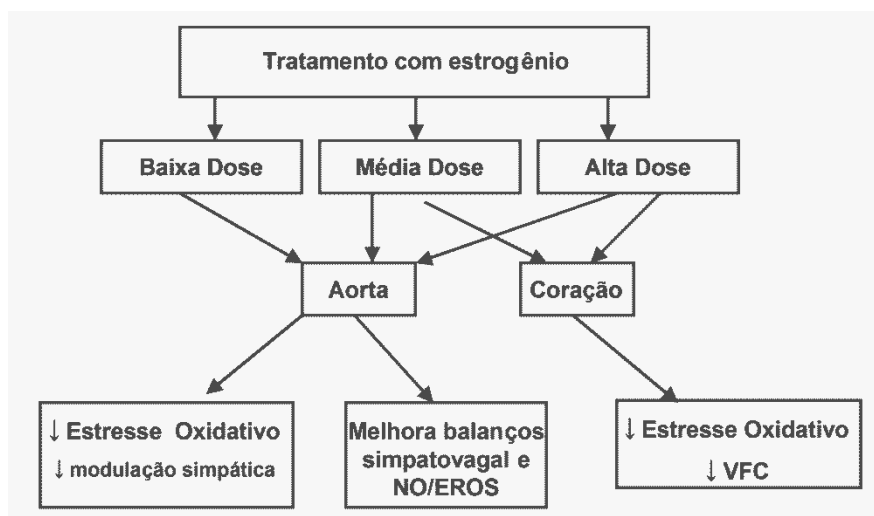 Tratamento com estrogênio
Baixa Dose
Média Dose
Alta Dose
Aorta
Coração
↓ Estresse Oxidativo
↓ modulação simpática
Melhora balanços
simpatovagal e
NO/EROS
↓ Estresse Oxidativo
↓ VFC